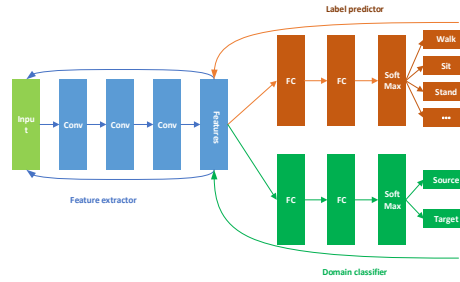 Label predictor
Walk
Sit
Stand
...
FC
FC
Soft
Max
Inpu
t
Conv
Conv
Conv
Features
Feature extractor
FC
FC
Soft
Max
Source
Target
Domain classifier